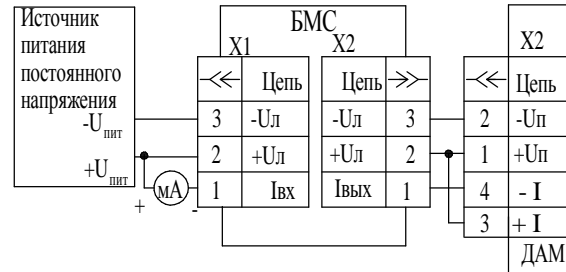 Источник
питания
постоянного
напряжения
-Uпит
+Uпит
+ мА -
БМС
X1
Цепь
3 -Uл
2 +Uл
1 Iвх
X2
Цепь
-Uл 3
+Uл 2
Iвых 1
X2
Цепь
2 -Uп
1 +Uп
4 - I
3 + I
ДАМ